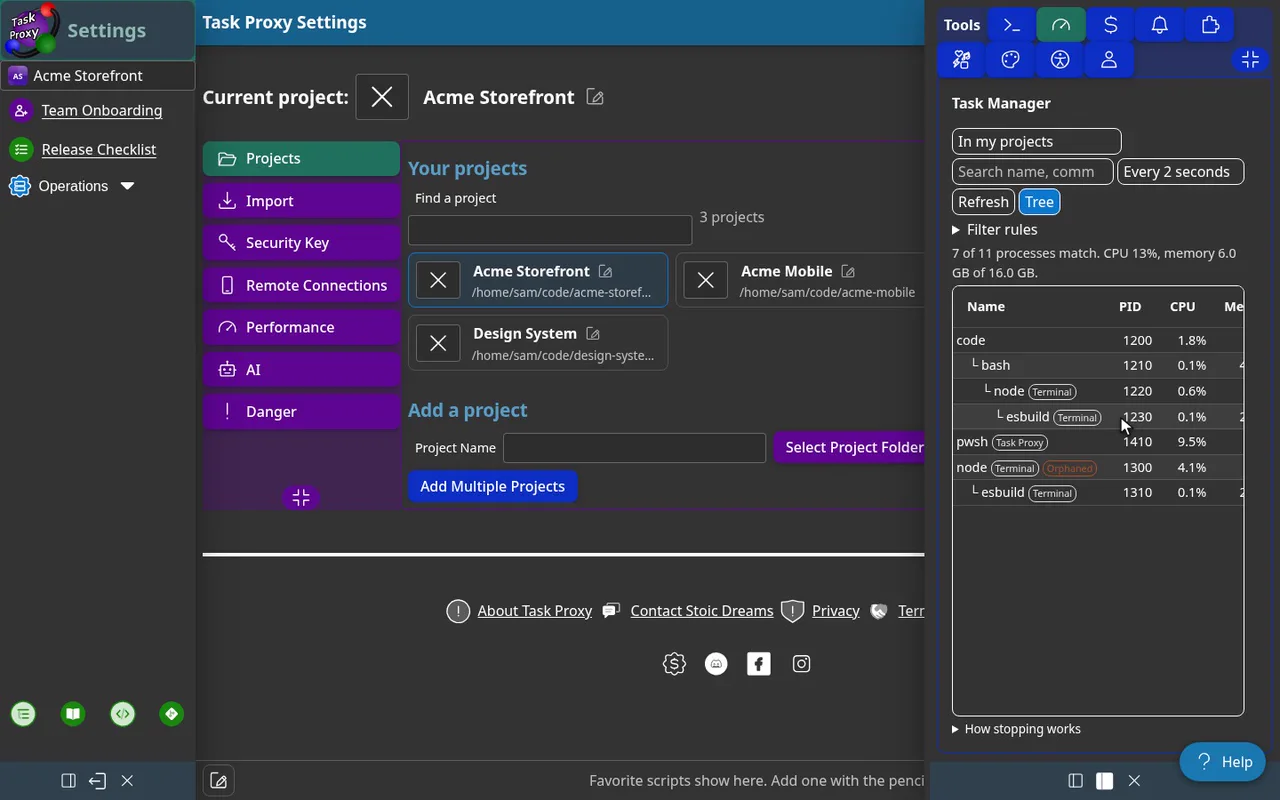 Task Proxy
Settings
AS Acme Storefront
Team Onboarding
Release Checklist
Operations
Task Proxy Settings
Current project: Acme Storefront
Projects
Import
Security Key
Remote Connections
Performance
AI
Danger
Your projects
Find a project
3 projects
Acme Storefront
/home/sam/code/acme-storef...
Acme Mobile
/home/sam/code/acme-mobile
Design System
/home/sam/code/design-syste...
Add a project
Project Name
Select Project Folder
Add Multiple Projects
About Task Proxy
Contact Stoic Dreams
Privacy
Terr
Favorite scripts show here. Add one with the penci
Tools
Task Manager
In my projects
Search name, comm
Every 2 seconds
Refresh
Tree
Filter rules
7 of 11 processes match. CPU 13%, memory 6.0
GB of 16.0 GB.
Name PID CPU Me
code 1200 1.8%
bash 1210 0.1% 4
node Terminal 1220 0.6%
esbuild Terminal 1230 0.1% 2
pwsh Task Proxy 1410 9.5%
node Terminal Orphaned 1300 4.1%
esbuild Terminal 1310 0.1% 2
How stopping works
? Help